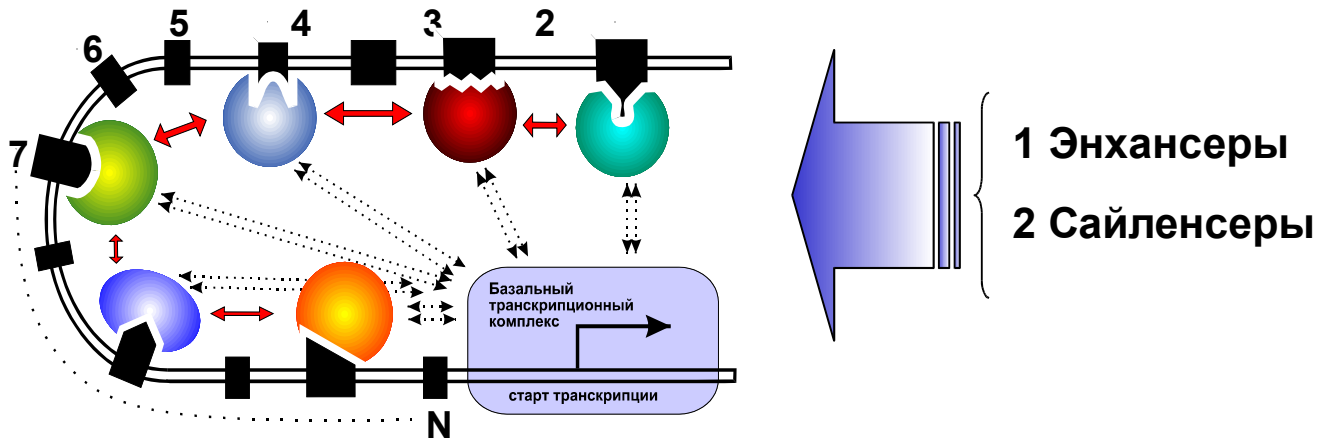 5
4
3
2
6
7
1 Энхансеры
2 Сайленсеры
Базальный
транскрипционный
комплекс
старт транскрипции
N